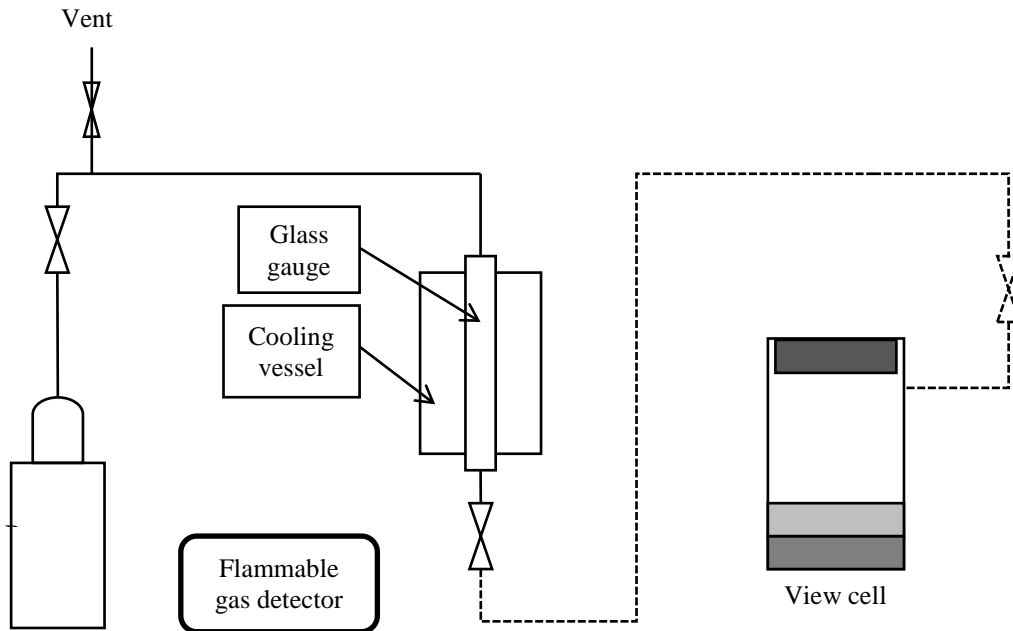 Vent
Glass
gauge
Cooling
vessel
Flammable
gas detector
View cell